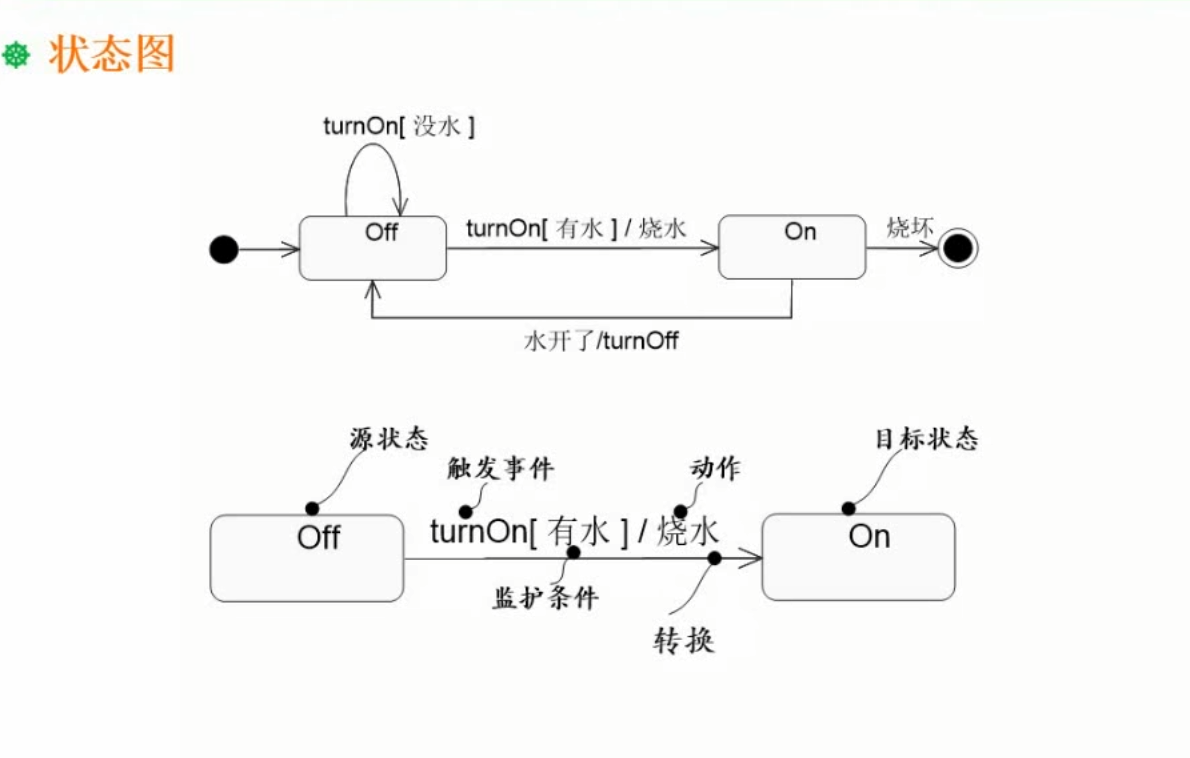 状态图
turnOn[ 没水 ]
Off
turnOn[ 有水 ] / 烧水
On
烧坏
水开了/turnOff
源状态
目标状态
触发事件
动作
Off
turnOn[ 有水 ] / 烧水
On
监护条件
转换